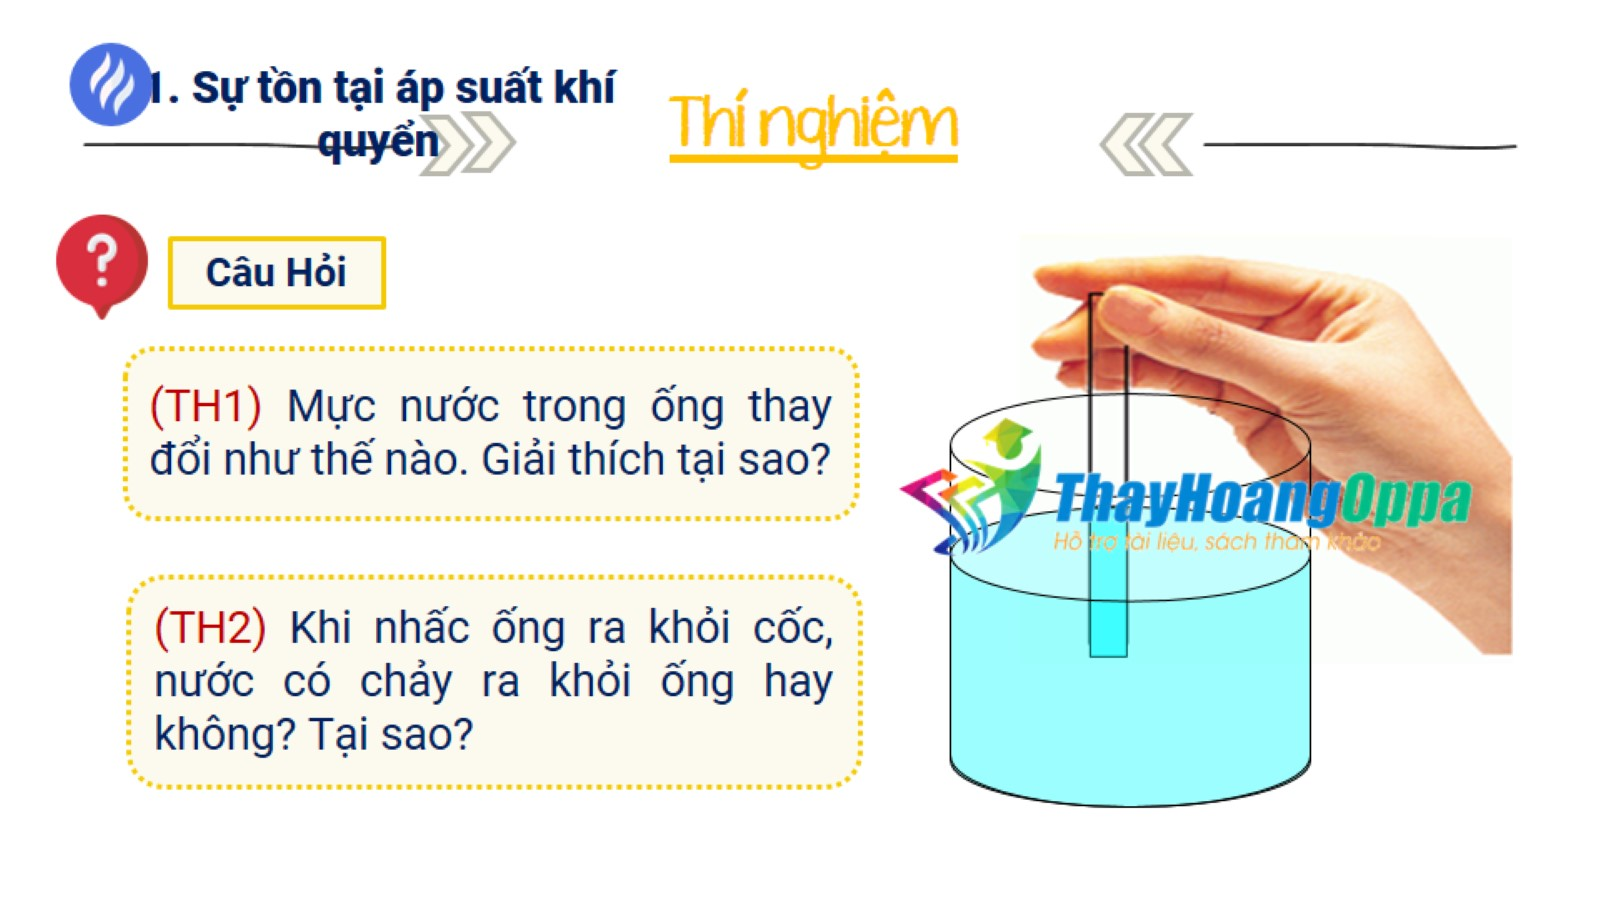 1. Sự tồn tại áp suất khí
quyển
Thí nghiệm
?
Câu Hỏi
(TH1) Mực nước trong ống thay
đổi như thế nào. Giải thích tại sao?
(TH2) Khi nhấc ống ra khỏi cốc,
nước có chảy ra khỏi ống hay
không? Tại sao?
ThayHoangOppa
Hỗ trợ tài liệu, sách tham khảo